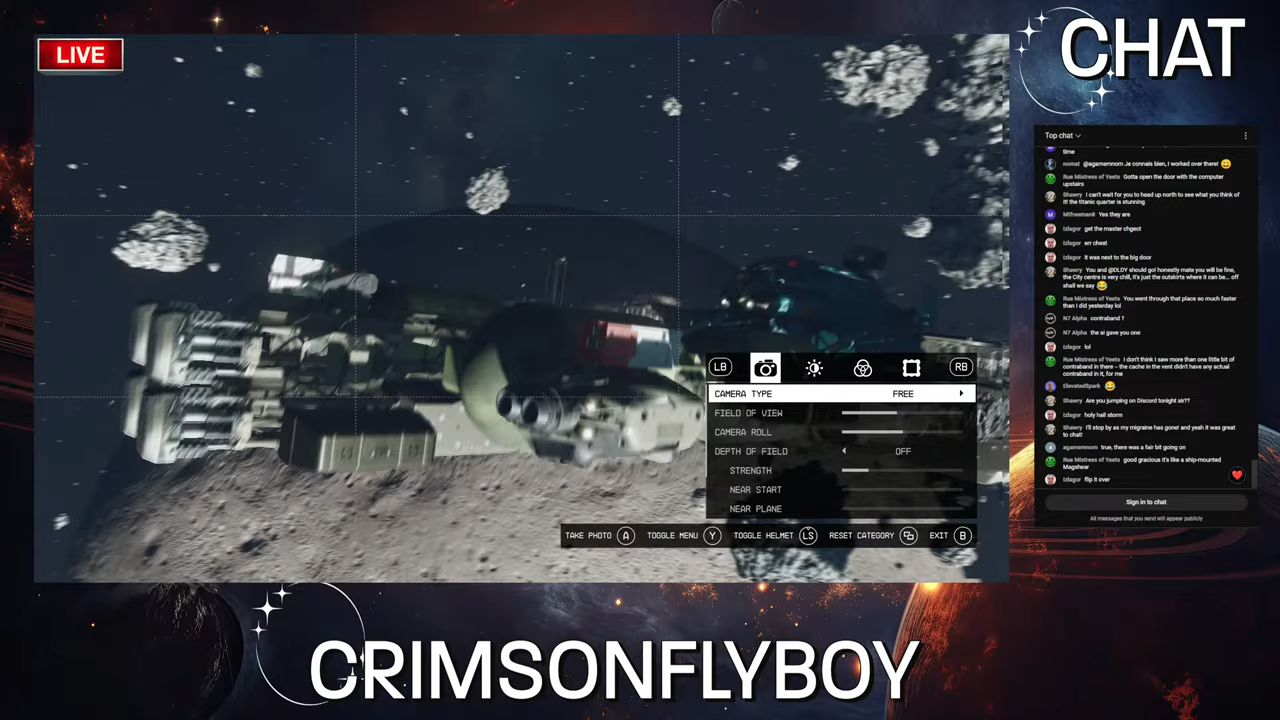 LIVE
CHAT
Top chat
time
nomat @agamemnom Je connais bien, I worked over there!
Rue Mistress of Yeets Gotta open the door with the computer
upstairs
Shawry I can't wait for you to head up north to see what you think of
it! the titanic quarter is stunning
Mtfreeman8 Yes they are
Izlagor get the master chgect
Izlagor err chest
Izlagor it was next to the big door
Shawry You and @DLDY should go! honestly mate you will be fine,
the City centre is very chill, it's just the outskirts where it can be... off
shall we say
Rue Mistress of Yeets You went through that place so much faster
than I did yesterday lol
N7 Alpha contraband ?
N7 Alpha the ai gave you one
Izlagor lol
Rue Mistress of Yeets I don't think I saw more than one little bit of
contraband in there – the cache in the vent didn't have any actual
contraband in it, for me
ElevatedSpark
Shawry Are you jumping on Discord tonight sir??
Izlagor holy hall storm
Shawry I'll stop by as my migraine has gone! and yeah it was great
to chat!
agamemnom true, there was a fair bit going on
Rue Mistress of Yeets good gracious it's like a ship-mounted
Magshear
Izlagor flip it over
Sign in to chat
All messages that you send will appear publicly
LB
RB
CAMERA TYPE FREE
FIELD OF VIEW
CAMERA ROLL
DEPTH OF FIELD OFF
STRENGTH
NEAR START
NEAR PLANE
TAKE PHOTO A TOGGLE MENU Y TOGGLE HELMET LS RESET CATEGORY EXIT B
CRIMSONFLYBOY